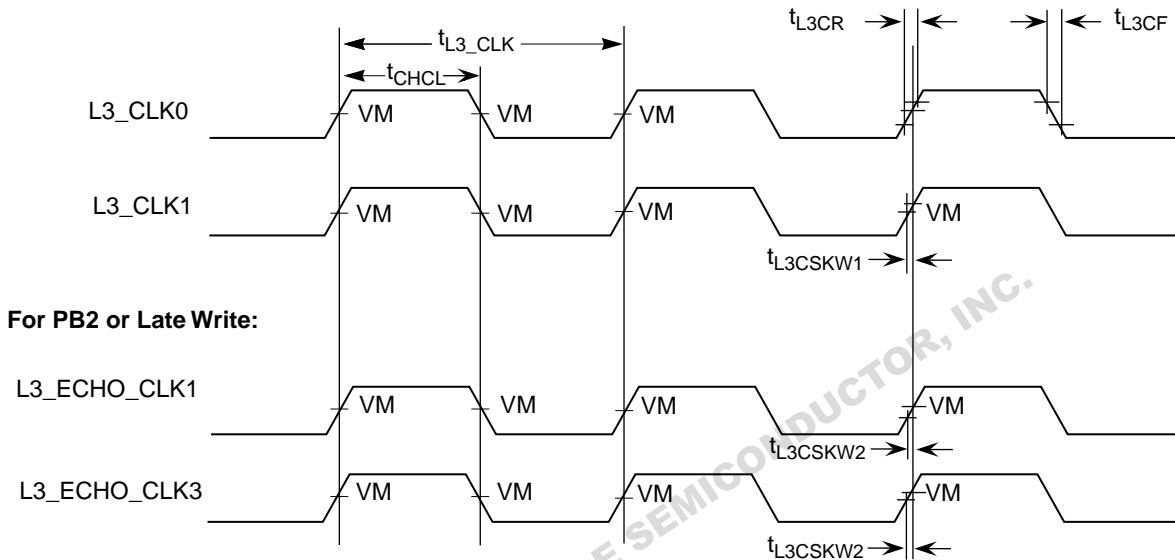 tL3_CLK
tCHCL
tL3CR
tL3CF
L3_CLK0
VM
VM
VM
L3_CLK1
VM
VM
VM
VM
tL3CSKW1
For PB2 or Late Write:
L3_ECHO_CLK1
VM
VM
VM
VM
tL3CSKW2
L3_ECHO_CLK3
VM
VM
VM
VM
tL3CSKW2
E SEMICONDUCTOR, INC.